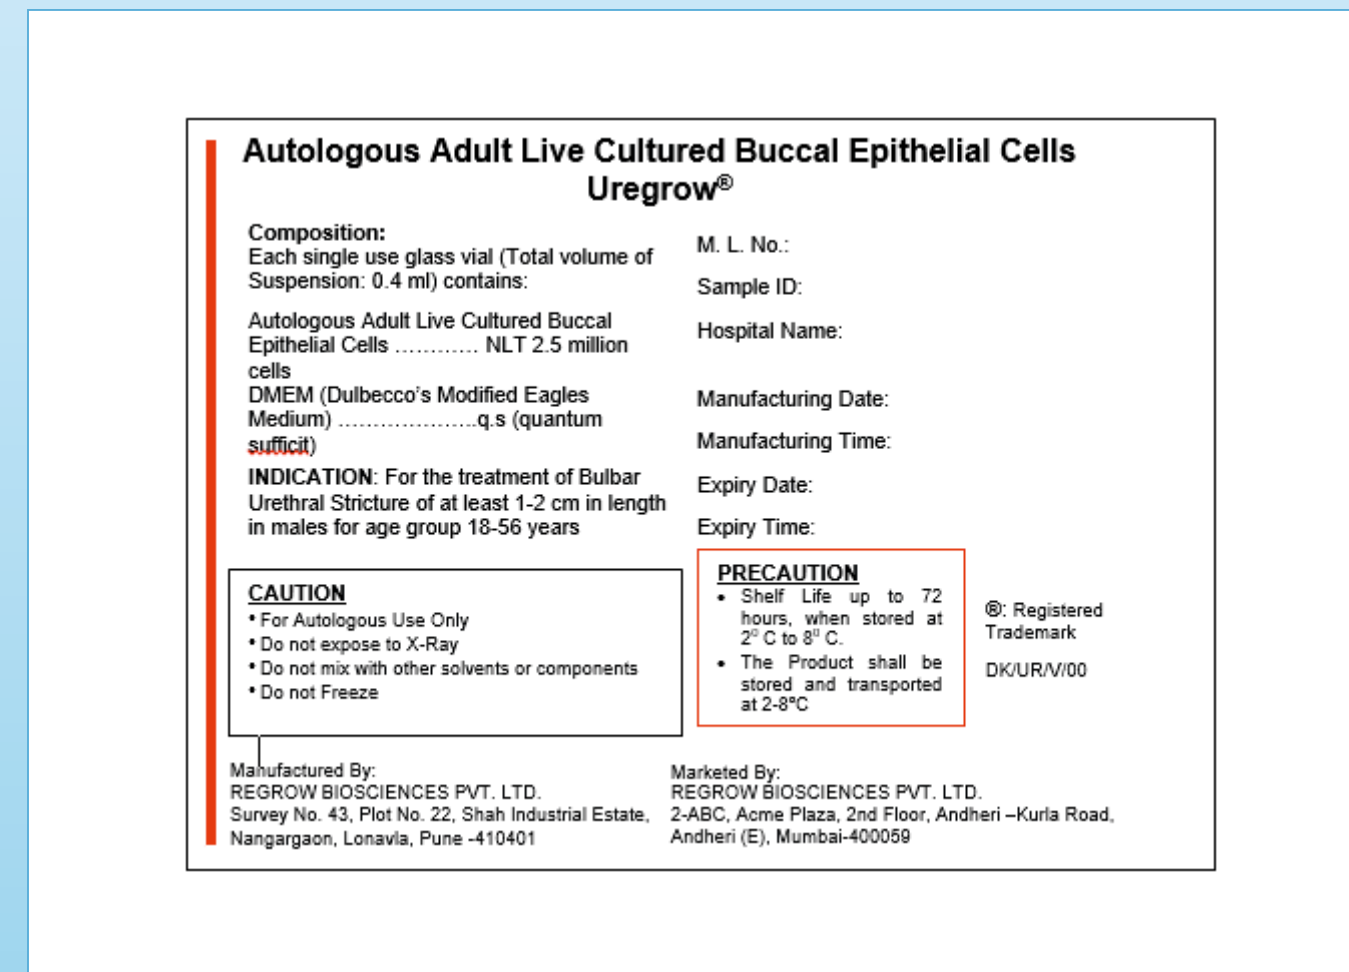 Autologous Adult Live Cultured Buccal Epithelial Cells
Uregrow®
Composition:
Each single use glass vial (Total volume of
Suspension: 0.4 ml) contains:
Autologous Adult Live Cultured Buccal
Epithelial Cells ………… NLT 2.5 million
cells
DMEM (Dulbecco's Modified Eagles
Medium) ………………..q.s (quantum
sufficit)
INDICATION: For the treatment of Bulbar
Urethral Stricture of at least 1-2 cm in length
in males for age group 18-56 years
M. L. No.:
Sample ID:
Hospital Name:
Manufacturing Date:
Manufacturing Time:
Expiry Date:
Expiry Time:
CAUTION
• For Autologous Use Only
• Do not expose to X-Ray
• Do not mix with other solvents or components
• Do not Freeze
PRECAUTION
• Shelf Life up to 72
hours, when stored at
2⁰ C to 8⁰ C.
• The Product shall be
stored and transported
at 2-8°C
®: Registered
Trademark
DK/UR/V/00
Manufactured By:
REGROW BIOSCIENCES PVT. LTD.
Survey No. 43, Plot No. 22, Shah Industrial Estate,
Nangargaon, Lonavla, Pune -410401
Marketed By:
REGROW BIOSCIENCES PVT. LTD.
2-ABC, Acme Plaza, 2nd Floor, Andheri –Kurla Road,
Andheri (E), Mumbai-400059